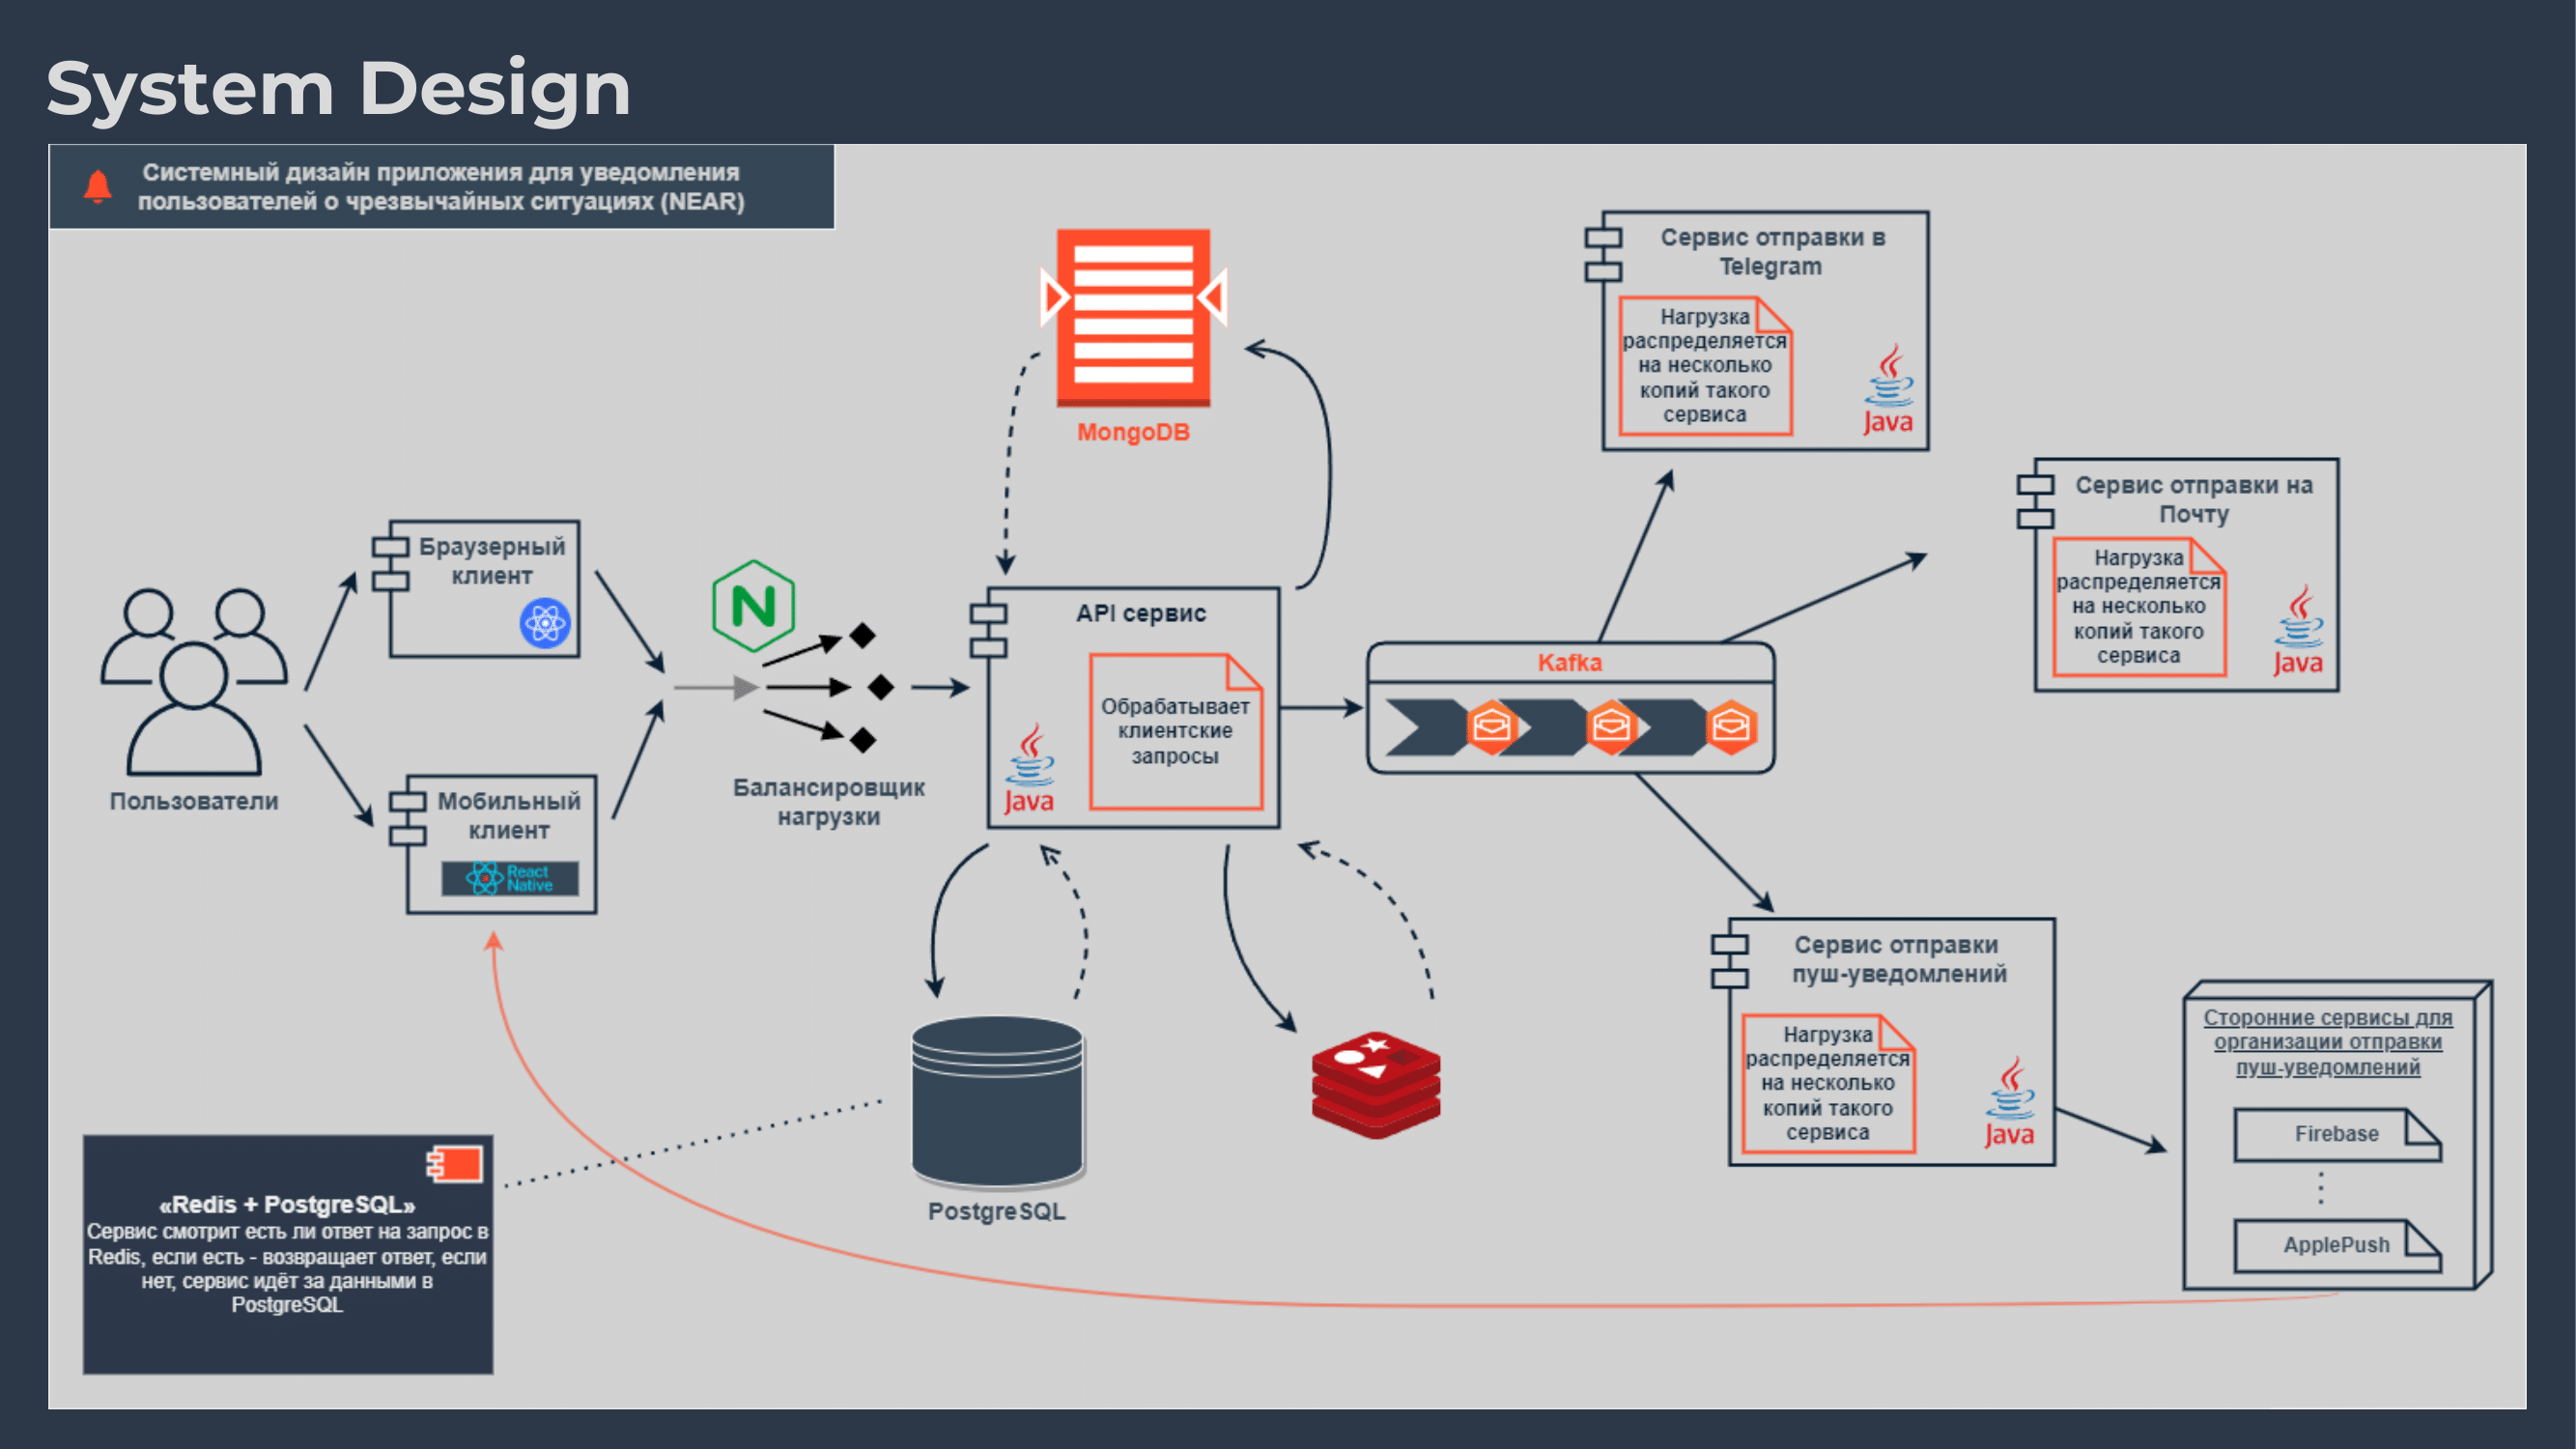 System Design
Системный дизайн приложения для уведомления
пользователей о чрезвычайных ситуациях (NEAR)
MongoDB
Сервис отправки в
Telegram
Нагрузка
распределяется
на несколько
копий такого
сервиса
Java
Сервис отправки на
Почту
Нагрузка
распределяется
на несколько
копий такого
сервиса
Java
Браузерный
клиент
Пользователи
Мобильный
клиент
React
Native
N
Балансировщик
нагрузки
API сервис
Обрабатывает
клиентские
запросы
Java
Kafka
Сервис отправки
пуш-уведомлений
Нагрузка
распределяется
на несколько
копий такого
сервиса
Java
Сторонние сервисы для
организации отправки
пуш-уведомлений
Firebase
ApplePush
PostgreSQL
«Redis + PostgreSQL»
Сервис смотрит есть ли ответ на запрос в
Redis, если есть - возвращает ответ, если
нет, сервис идёт за данными в
PostgreSQL